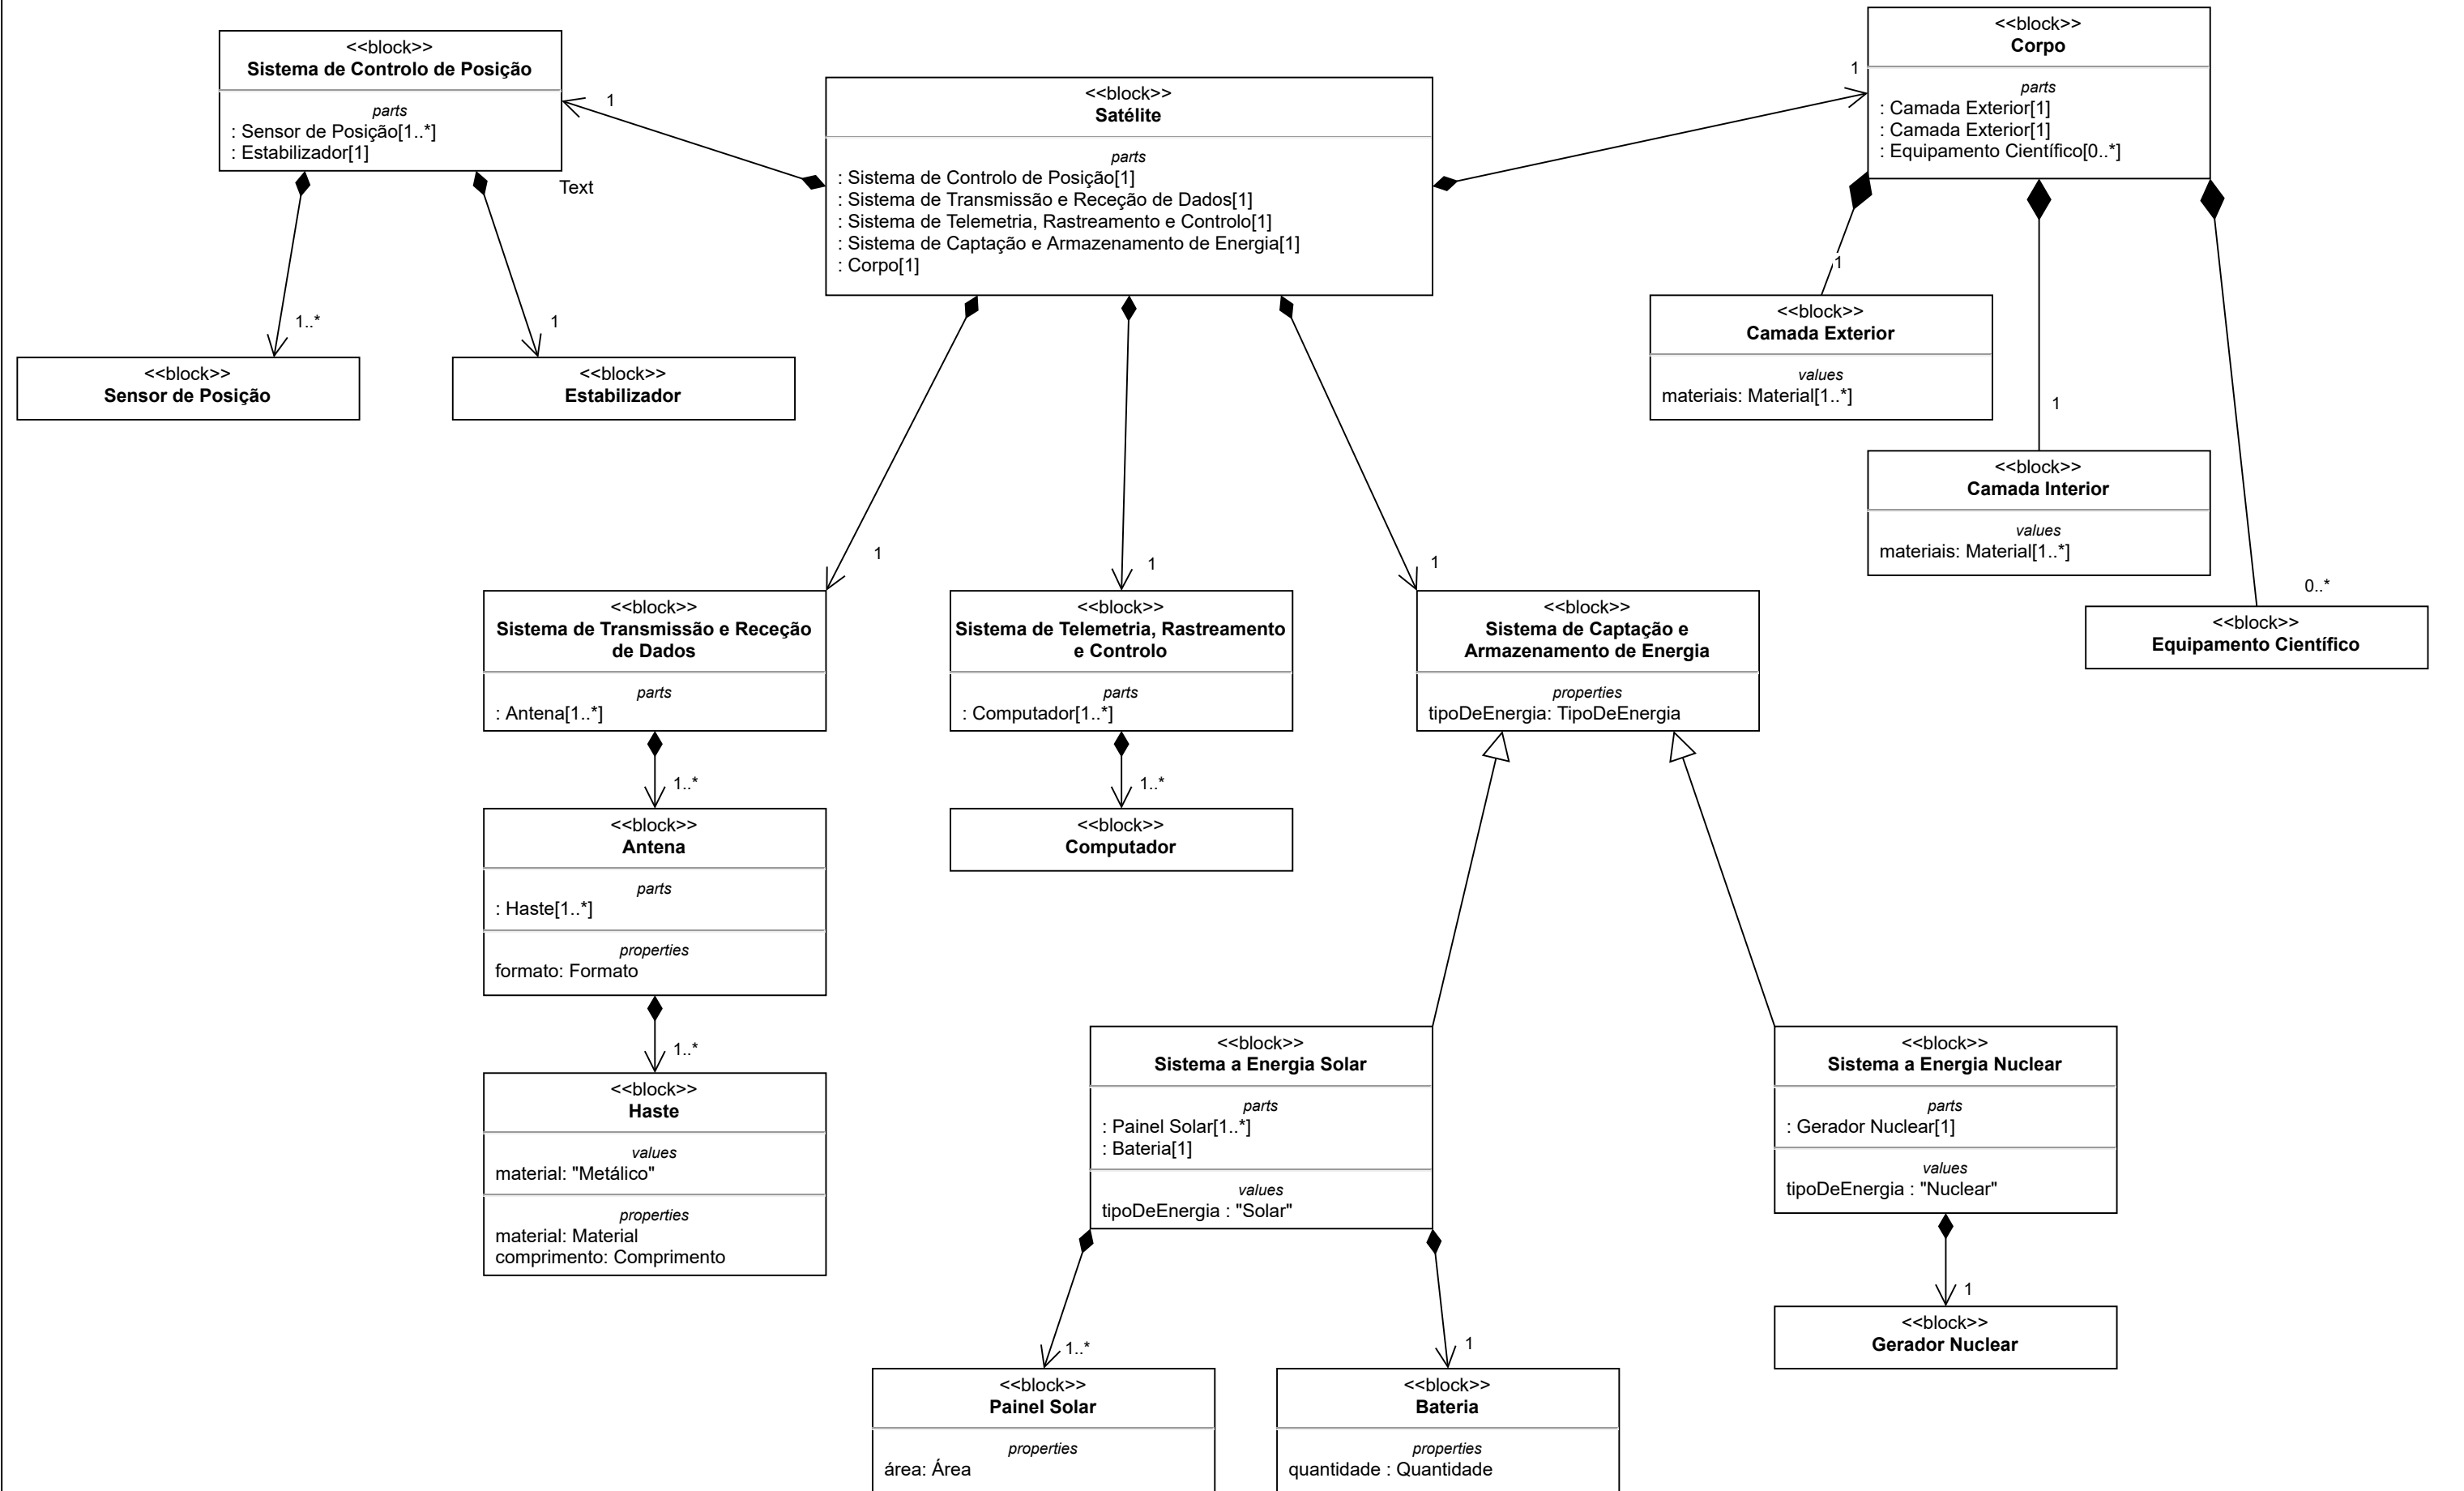 <<block>>
Sistema de Controlo de Posição
parts
: Sensor de Posição[1..*]
: Estabilizador[1]
Text
1
1..*
1
<<block>>
Sensor de Posição
<<block>>
Estabilizador
<<block>>
Satélite
parts
: Sistema de Controlo de Posição[1]
: Sistema de Transmissão e Receção de Dados[1]
: Sistema de Telemetria, Rastreamento e Controlo[1]
: Sistema de Captação e Armazenamento de Energia[1]
: Corpo[1]
1
<<block>>
Corpo
parts
: Camada Exterior[1]
: Camada Exterior[1]
: Equipamento Científico[0..*]
1
<<block>>
Camada Exterior
values
materiais: Material[1..*]
1
<<block>>
Camada Interior
values
materiais: Material[1..*]
0..*
<<block>>
Equipamento Científico
1
1
1
<<block>>
Sistema de Transmissão e Receção
de Dados
parts
: Antena[1..*]
1..*
<<block>>
Antena
parts
: Haste[1..*]
properties
formato: Formato
1..*
<<block>>
Haste
values
material: "Metálico"
properties
material: Material
comprimento: Comprimento
<<block>>
Sistema de Telemetria, Rastreamento
e Controlo
parts
: Computador[1..*]
1..*
<<block>>
Computador
<<block>>
Sistema de Captação e
Armazenamento de Energia
properties
tipoDeEnergia: TipoDeEnergia
<<block>>
Sistema a Energia Solar
parts
: Painel Solar[1..*]
: Bateria[1]
values
tipoDeEnergia : "Solar"
1..*
1
<<block>>
Painel Solar
properties
área: Área
<<block>>
Bateria
properties
quantidade : Quantidade
<<block>>
Sistema a Energia Nuclear
parts
: Gerador Nuclear[1]
values
tipoDeEnergia : "Nuclear"
1
<<block>>
Gerador Nuclear